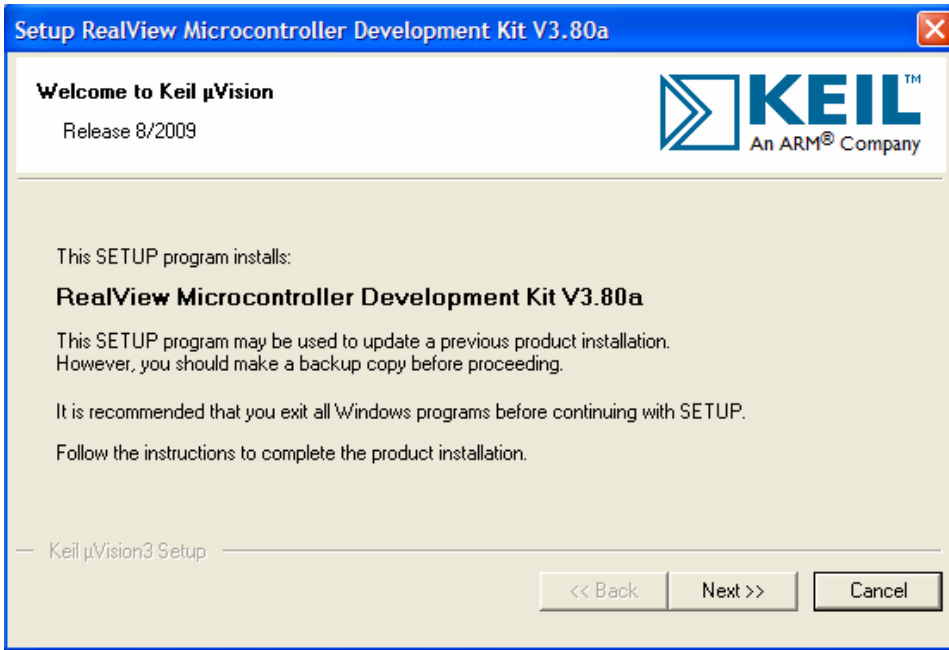 Setup RealView Microcontroller Development Kit V3.80a
Welcome to Keil µVision
Release 8/2009
KEIL™
An ARM® Company
This SETUP program installs:
RealView Microcontroller Development Kit V3.80a
This SETUP program may be used to update a previous product installation.
However, you should make a backup copy before proceeding.
It is recommended that you exit all Windows programs before continuing with SETUP.
Follow the instructions to complete the product installation.
Keil µVision3 Setup
<< Back Next >> Cancel